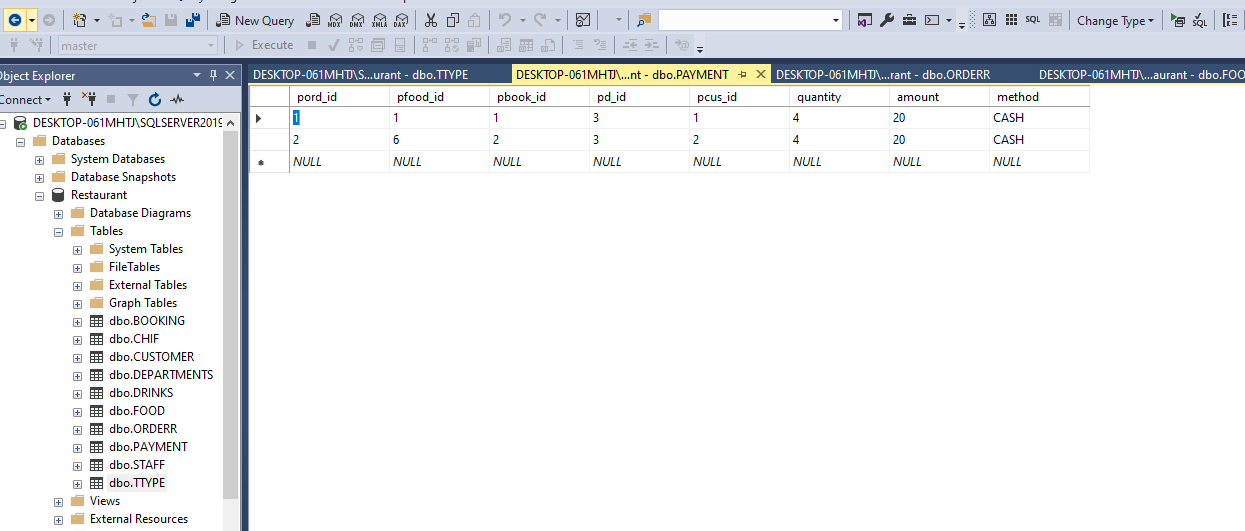 New Query MDX DMX XMLA DAX Change Type SQL
master Execute
Object Explorer
DESKTOP-061MHTJ\S...urant - dbo.TTYPE DESKTOP-061MHTJ\...nt - dbo.PAYMENT DESKTOP-061MHTJ\...rant - dbo.ORDERR DESKTOP-061MHTJ\...aurant - dbo.FOO
Connect
pord_id pfood_id pbook_id pd_id pcus_id quantity amount method
1 1 1 3 1 4 20 CASH
2 6 2 3 2 4 20 CASH
NULL NULL NULL NULL NULL NULL NULL NULL
DESKTOP-061MHTJ\SQLSERVER2019
Databases
System Databases
Database Snapshots
Restaurant
Database Diagrams
Tables
System Tables
FileTables
External Tables
Graph Tables
dbo.BOOKING
dbo.CHIF
dbo.CUSTOMER
dbo.DEPARTMENTS
dbo.DRINKS
dbo.FOOD
dbo.ORDERR
dbo.PAYMENT
dbo.STAFF
dbo.TTYPE
Views
External Resources